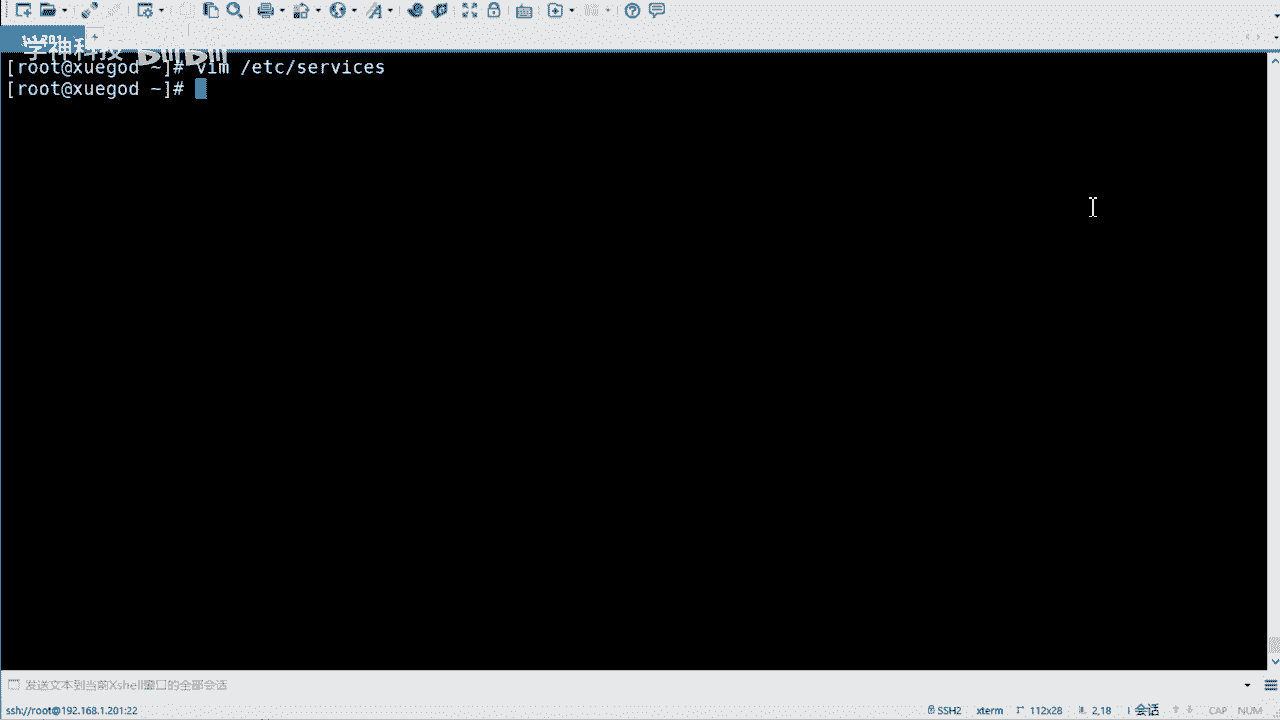 学神科技 bilibili
[root@xuegod ~]# vim /etc/services
[root@xuegod ~]#
发送文本到当前Xshell窗口的全部会话
ssh://root@192.168.1.201:22 SSH2 xterm 112x28 2,18 1 会话 CAP NUM